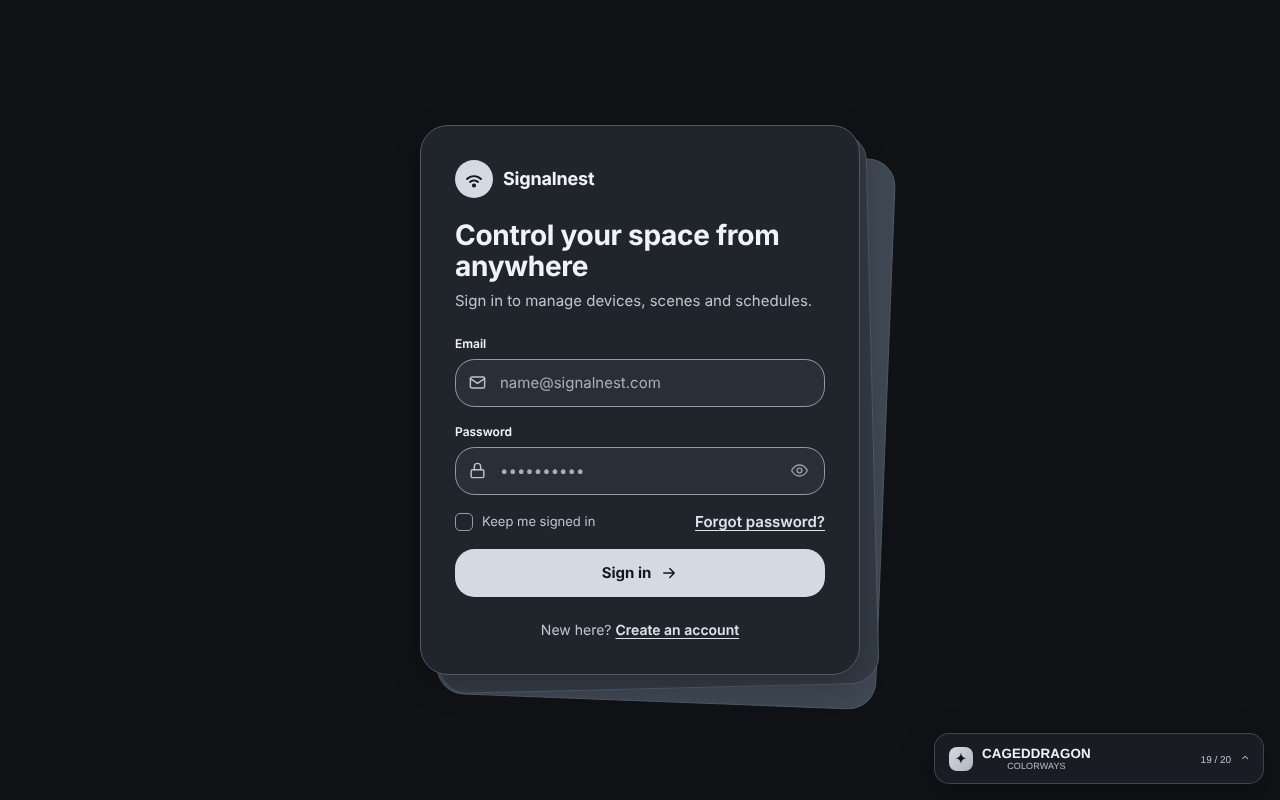 Signalnest
Control your space from
anywhere
Sign in to manage devices, scenes and schedules.
Email
name@signalnest.com
Password
••••••••••
Keep me signed in
Forgot password?
Sign in →
New here? Create an account
CAGEDDRAGON
COLORWAYS
19 / 20